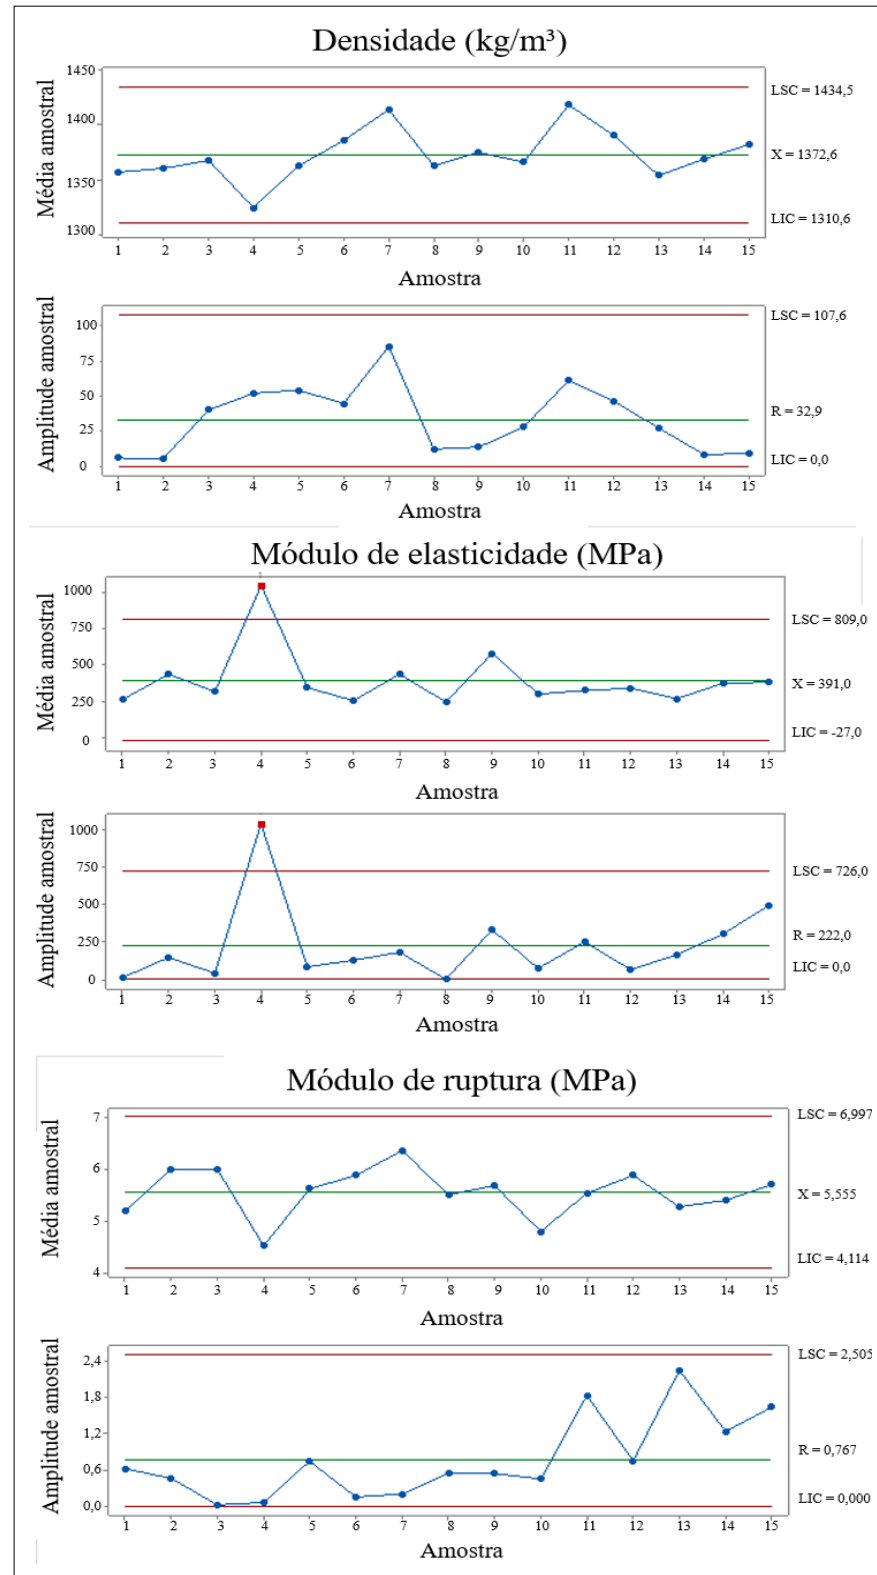 Densidade (kg/m³)
Média amostral
1450
1400
1350
1300
LSC = 1434,5
X = 1372,6
LIC = 1310,6
1 2 3 4 5 6 7 8 9 10 11 12 13 14 15
Amostra
Amplitude amostral
100
75
50
25
0
LSC = 107,6
R = 32,9
LIC = 0,0
1 2 3 4 5 6 7 8 9 10 11 12 13 14 15
Amostra
Módulo de elasticidade (MPa)
Média amostral
1000
750
500
250
0
LSC = 809,0
X = 391,0
LIC = -27,0
1 2 3 4 5 6 7 8 9 10 11 12 13 14 15
Amostra
Amplitude amostral
1000
750
500
250
0
LSC = 726,0
R = 222,0
LIC = 0,0
1 2 3 4 5 6 7 8 9 10 11 12 13 14 15
Amostra
Módulo de ruptura (MPa)
Média amostral
7
6
5
4
LSC = 6,997
X = 5,555
LIC = 4,114
1 2 3 4 5 6 7 8 9 10 11 12 13 14 15
Amostra
Amplitude amostral
2,4
1,8
1,2
0,6
0,0
LSC = 2,505
R = 0,767
LIC = 0,000
1 2 3 4 5 6 7 8 9 10 11 12 13 14 15
Amostra